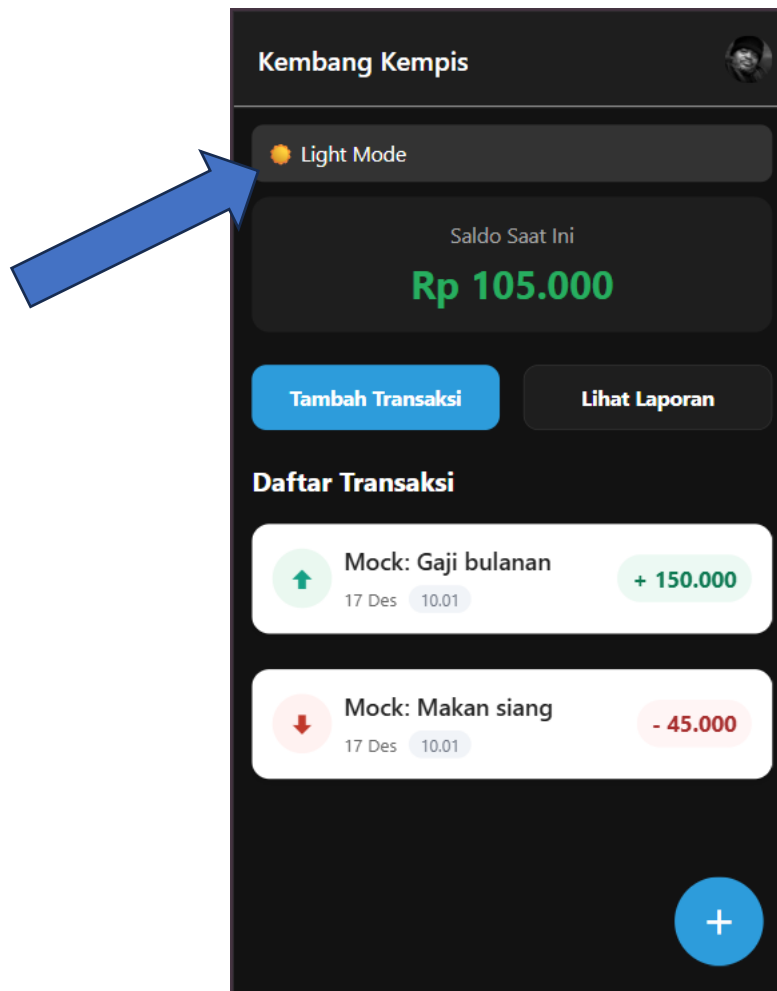 Kembang Kempis
Light Mode
Saldo Saat Ini
Rp 105.000
Tambah Transaksi
Lihat Laporan
Daftar Transaksi
Mock: Gaji bulanan
17 Des 10.01
+ 150.000
Mock: Makan siang
17 Des 10.01
- 45.000
+